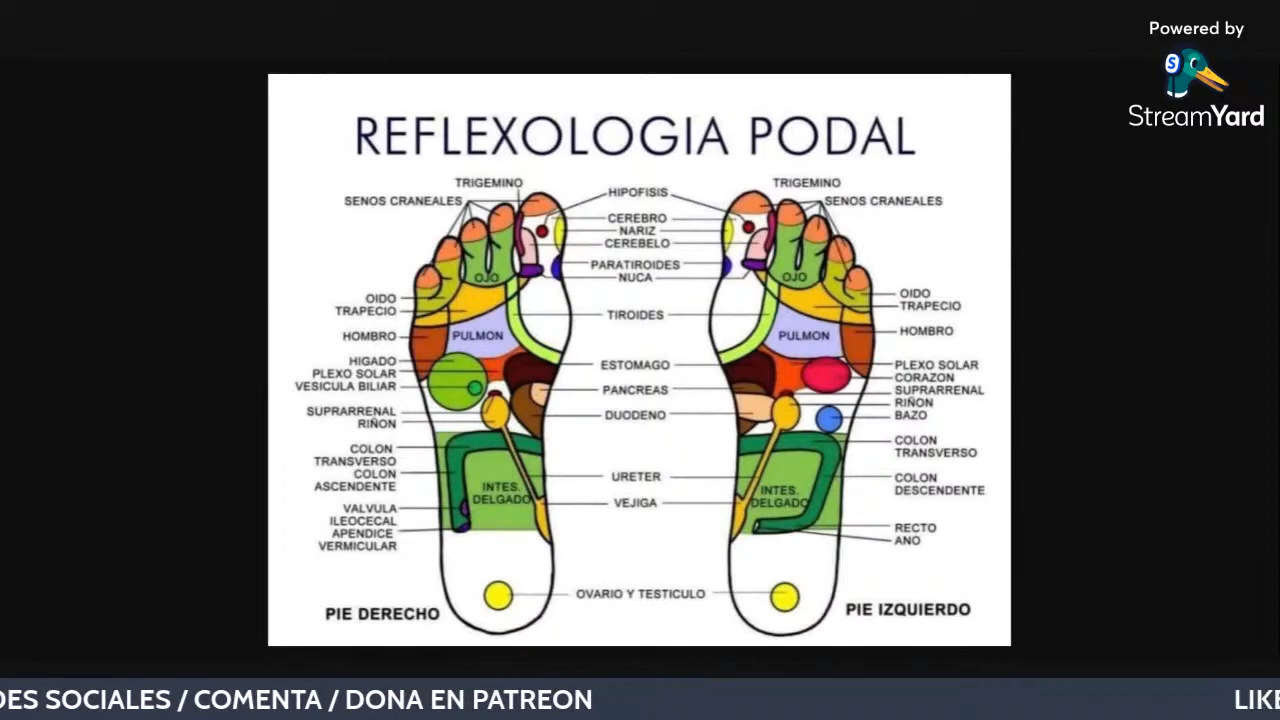 Powered by
StreamYard
REFLEXOLOGIA PODAL
TRIGEMINO
SENOS CRANEALES
OIDO
TRAPECIO
HOMBRO
HIGADO
PLEXO SOLAR
VESICULA BILIAR
SUPRARRENAL
RIÑON
COLON
TRANSVERSO
COLON
ASCENDENTE
VALVULA
ILEOCECAL
APENDICE
VERMICULAR
OJO
PULMON
INTES.
DELGADO
PIE DERECHO
HIPOFISIS
CEREBRO
NARIZ
CEREBELO
PARATIROIDES
NUCA
TIROIDES
ESTOMAGO
PANCREAS
DUODENO
URETER
VEJIGA
OVARIO Y TESTICULO
TRIGEMINO
SENOS CRANEALES
OJO
PULMON
INTES.
DELGADO
OIDO
TRAPECIO
HOMBRO
PLEXO SOLAR
CORAZON
SUPRARRENAL
RIÑON
BAZO
COLON
TRANSVERSO
COLON
DESCENDENTE
RECTO
ANO
PIE IZQUIERDO
DES SOCIALES / COMENTA / DONA EN PATREON
LIKE